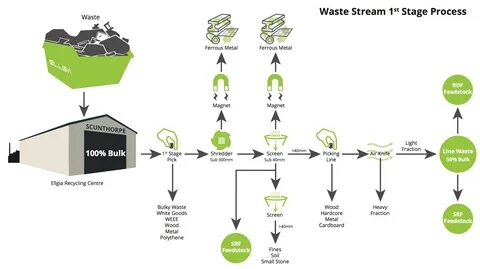 Waste Stream 1st Stage Process
Waste
ELLGIA
Ferrous Metal
Ferrous Metal
Magnet
Magnet
SCUNTHORPE
100% Bulk
Ellgia Recycling Centre
1st Stage
Pick
Shredder
Sub 300mm
Screen
Sub 40mm
>40mm
Picking
Line
Air Knife
Light
Fraction
Line Waste
50% Bulk
RDF
Feedstock
SRF
Feedstock
Bulky Waste
White Goods
WEEE
Wood
Metal
Polythene
SRF
Feedstock
Screen
>40mm
Fines
Soil
Small Stone
Wood
Hardcore
Metal
Cardboard
Heavy
Fraction